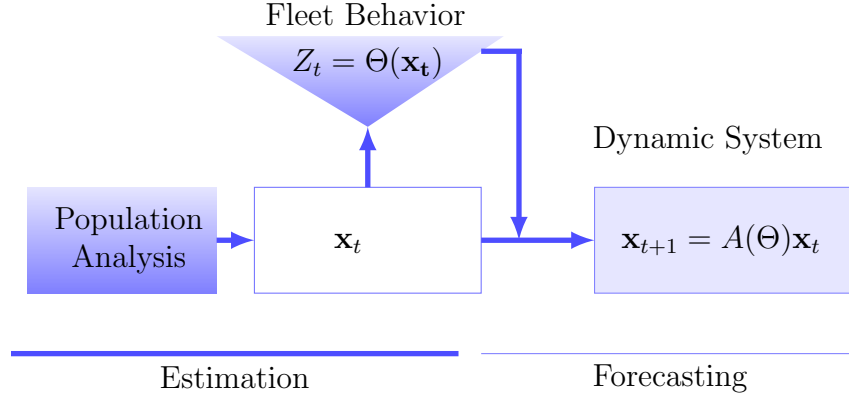 Fleet Behavior
Z_t = Θ(𝐱_𝐭)
Dynamic System
Population
Analysis
𝐱_t
𝐱_{t+1} = A(Θ)𝐱_t
Estimation
Forecasting